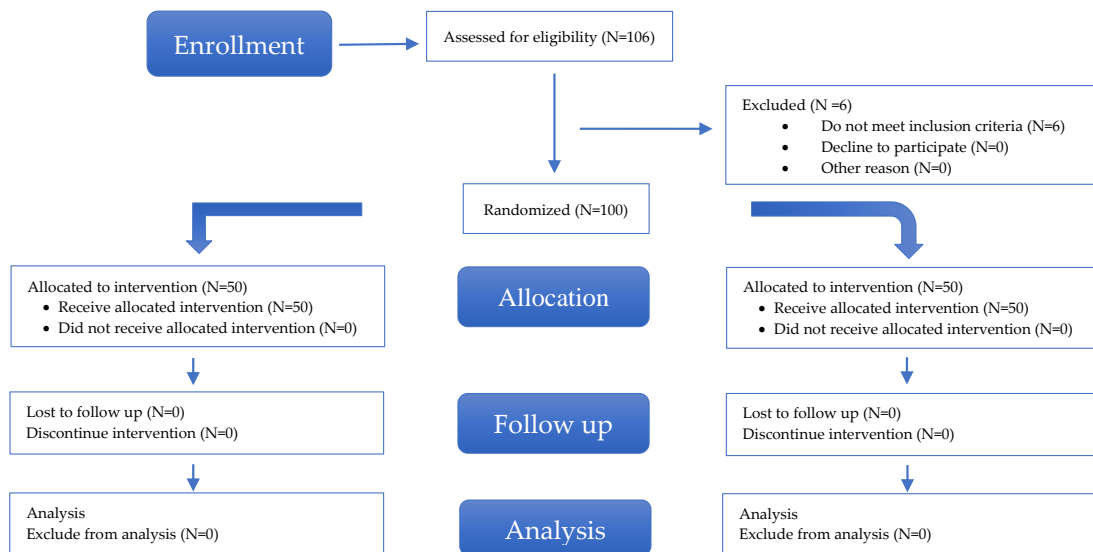 Enrollment
Assessed for eligibility (N=106)
Excluded (N =6)
• Do not meet inclusion criteria (N=6)
• Decline to participate (N=0)
• Other reason (N=0)
Randomized (N=100)
Allocated to intervention (N=50)
• Receive allocated intervention (N=50)
• Did not receive allocated intervention (N=0)
Allocation
Allocated to intervention (N=50)
• Receive allocated intervention (N=50)
• Did not receive allocated intervention (N=0)
Lost to follow up (N=0)
Discontinue intervention (N=0)
Follow up
Lost to follow up (N=0)
Discontinue intervention (N=0)
Analysis
Exclude from analysis (N=0)
Analysis
Analysis
Exclude from analysis (N=0)